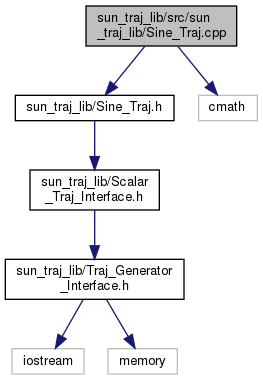 sun_traj_lib/src/sun
_traj_lib/Sine_Traj.cpp
sun_traj_lib/Sine_Traj.h
cmath
sun_traj_lib/Scalar
_Traj_Interface.h
sun_traj_lib/Traj_Generator
_Interface.h
iostream
memory